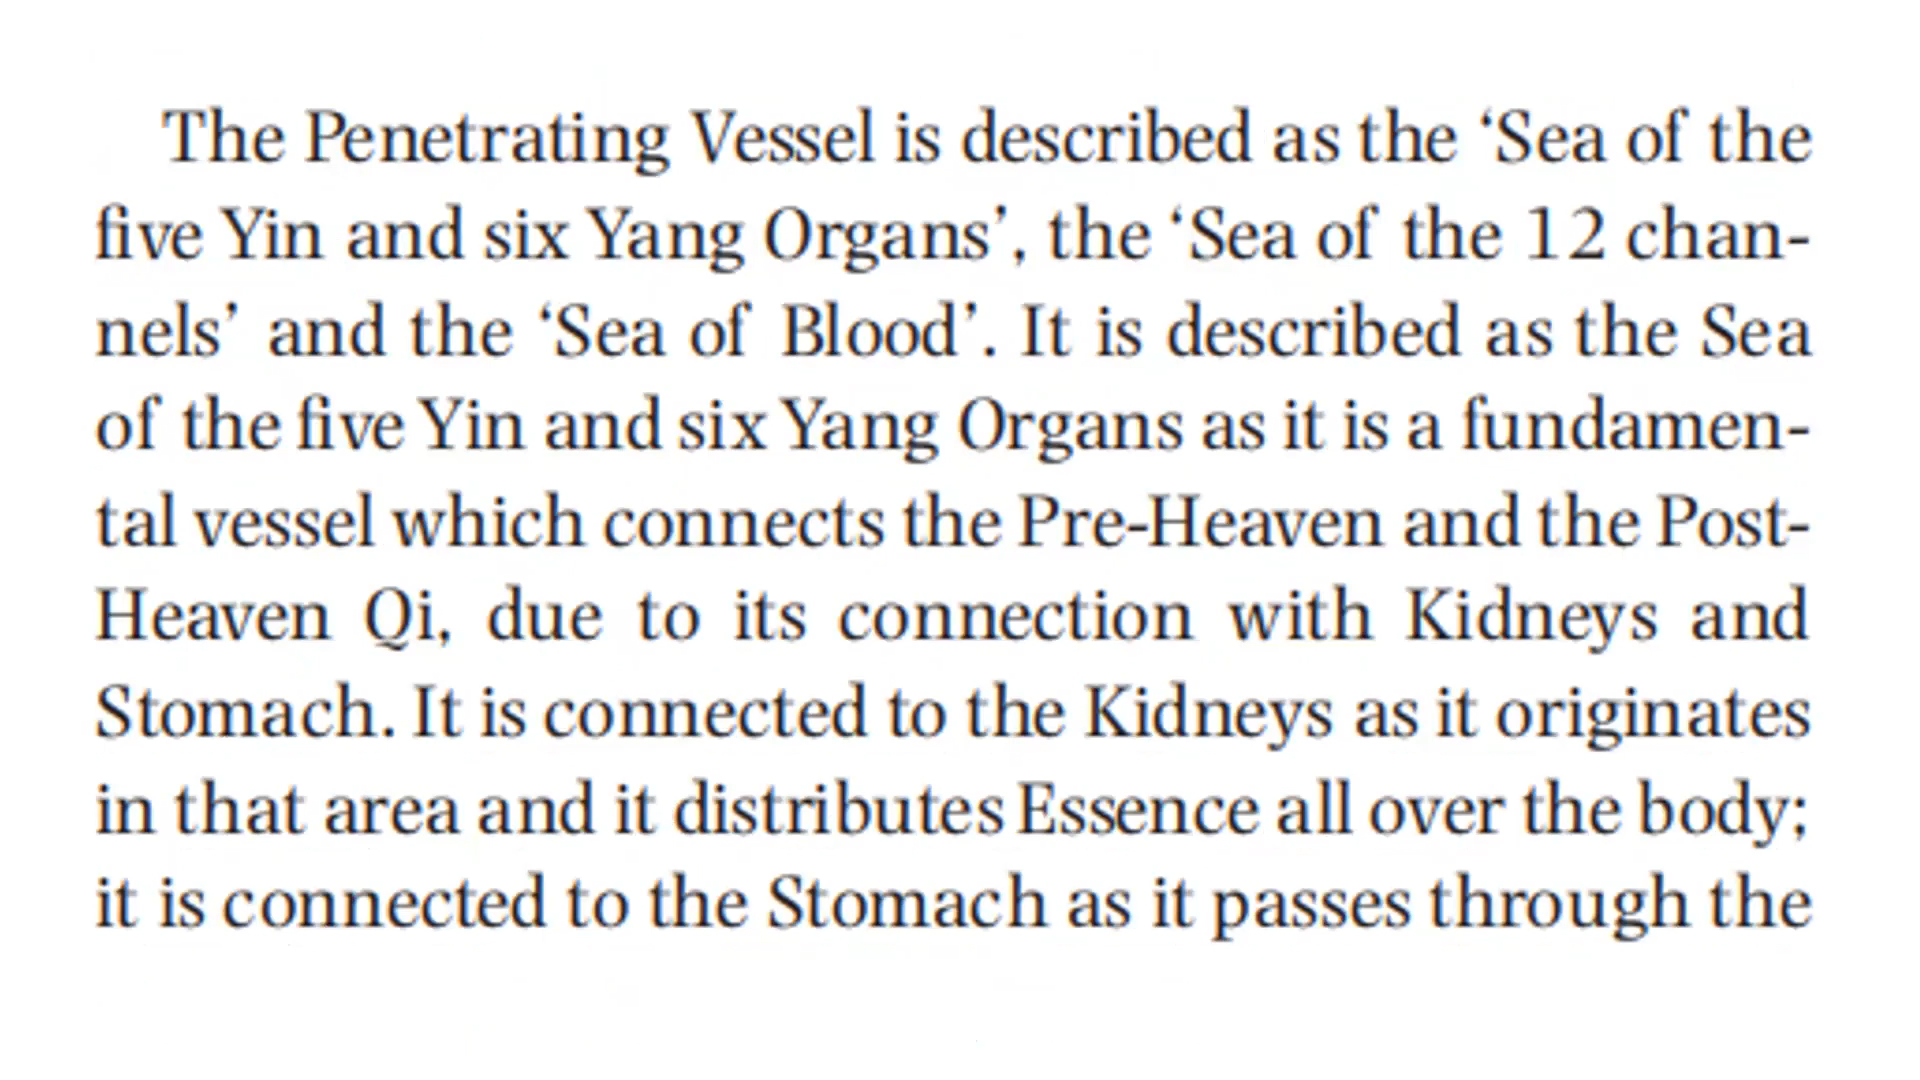 The Penetrating Vessel is described as the ‘Sea of the
five Yin and six Yang Organs’, the ‘Sea of the 12 chan-
nels’ and the ‘Sea of Blood’. It is described as the Sea
of the five Yin and six Yang Organs as it is a fundamen-
tal vessel which connects the Pre-Heaven and the Post-
Heaven Qi, due to its connection with Kidneys and
Stomach. It is connected to the Kidneys as it originates
in that area and it distributes Essence all over the body;
it is connected to the Stomach as it passes through the